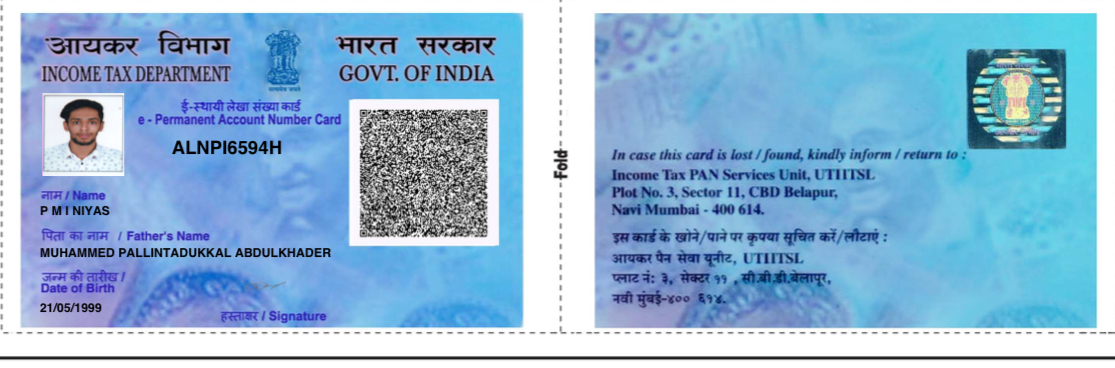 आयकर विभाग
INCOME TAX DEPARTMENT
सत्यमेव जयते
भारत सरकार
GOVT. OF INDIA
ई-स्थायी लेखा संख्या कार्ड
e - Permanent Account Number Card
ALNPI6594H
नाम / Name
P M I NIYAS
पिता का नाम / Father's Name
MUHAMMED PALLINTADUKKAL ABDULKHADER
जन्म की तारीख /
Date of Birth
21/05/1999
हस्ताक्षर / Signature
Fold
In case this card is lost / found, kindly inform / return to :
Income Tax PAN Services Unit, UTIITSL
Plot No. 3, Sector 11, CBD Belapur,
Navi Mumbai - 400 614.
इस कार्ड के खोने/पाने पर कृपया सूचित करें/लौटाएं :
आयकर पैन सेवा यूनीट, UTIITSL
प्लाट नं: ३, सेक्टर ११ , सी.बी.डी.बेलापूर,
नवी मुंबई-४०० ६१४.